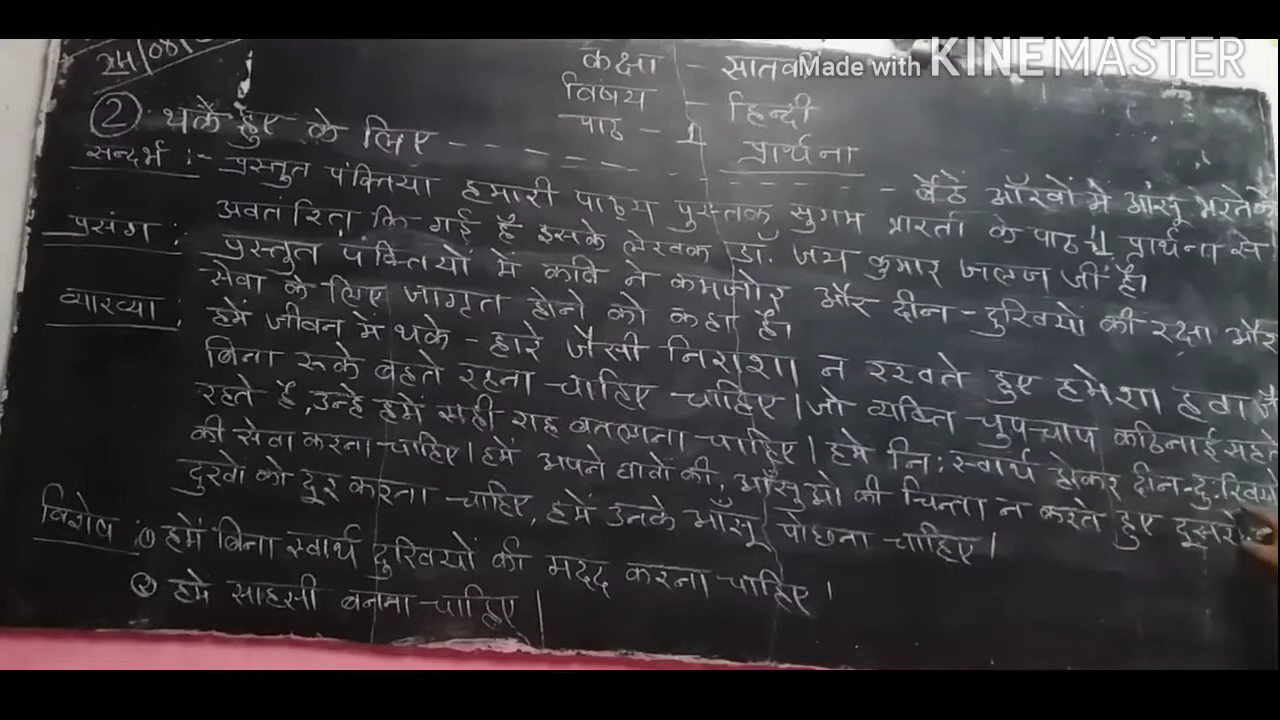 Made with KINEMASTER
24/08/
कक्षा - सातवीं
विषय - हिन्दी
पाठ - 1 प्रार्थना
② थके हुए के लिए - - - - - - - - - - - - - - - - बैठें आँखों में आंसू भरतेके
सन्दर्भ :- प्रस्तुत पंक्तिया हमारी पाठ्य पुस्तक सुगम भारती के पाठ-1 प्रार्थना से
अवतरित कि गई है इसके लेखक डॉ. जय कुमार जलज जी है।
प्रसंग : प्रस्तुत पंक्तियों में कवि ने कमजोर और दीन-दुखियों की रक्षा और
सेवा के लिए जागृत होने को कहा है।
व्याख्या : हमें जीवन में थके-हारे जैसी निराशा न रखते हुए हमेशा हवा जै
बिना रूके बहते रहना चाहिए चाहिए। जो व्यक्ति चुपचाप कठिनाई सहते
रहते है, उन्हे हमें सही राह बतलाना चाहिए। हमे नि:स्वार्थ होकर दीन-दु:खियो
की सेवा करना चाहिए। हमें अपने घावों की, आँसुओ की चिन्ता न करते हुए दूसरो
दुखों को दूर करना चाहिए, हमें उनके आँसू पोछना चाहिए।
विशेष : ① हमें बिना स्वार्थ दुखियों की मदद करना चाहिए।
② हमे साहसी बनना चाहिए।